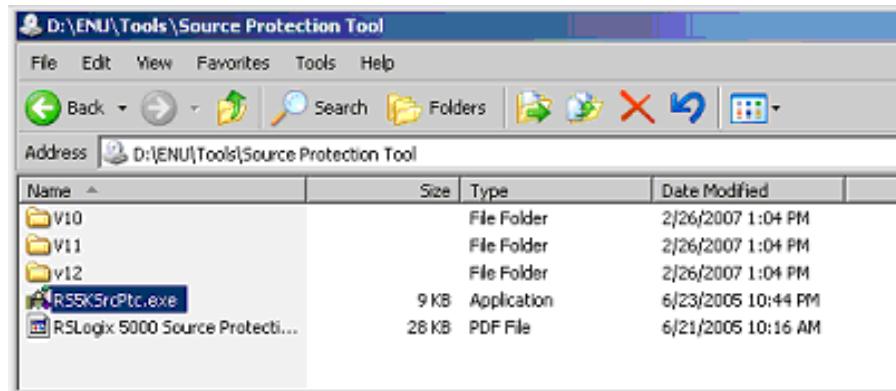 D:\ENU\Tools\Source Protection Tool
File Edit View Favorites Tools Help
Back Search Folders
Address D:\ENU\Tools\Source Protection Tool
Name Size Type Date Modified
V10 File Folder 2/26/2007 1:04 PM
V11 File Folder 2/26/2007 1:04 PM
v12 File Folder 2/26/2007 1:04 PM
RS5KSrcPtc.exe 9 KB Application 6/23/2005 10:44 PM
RSLogix 5000 Source Protecti... 28 KB PDF File 6/21/2005 10:16 AM